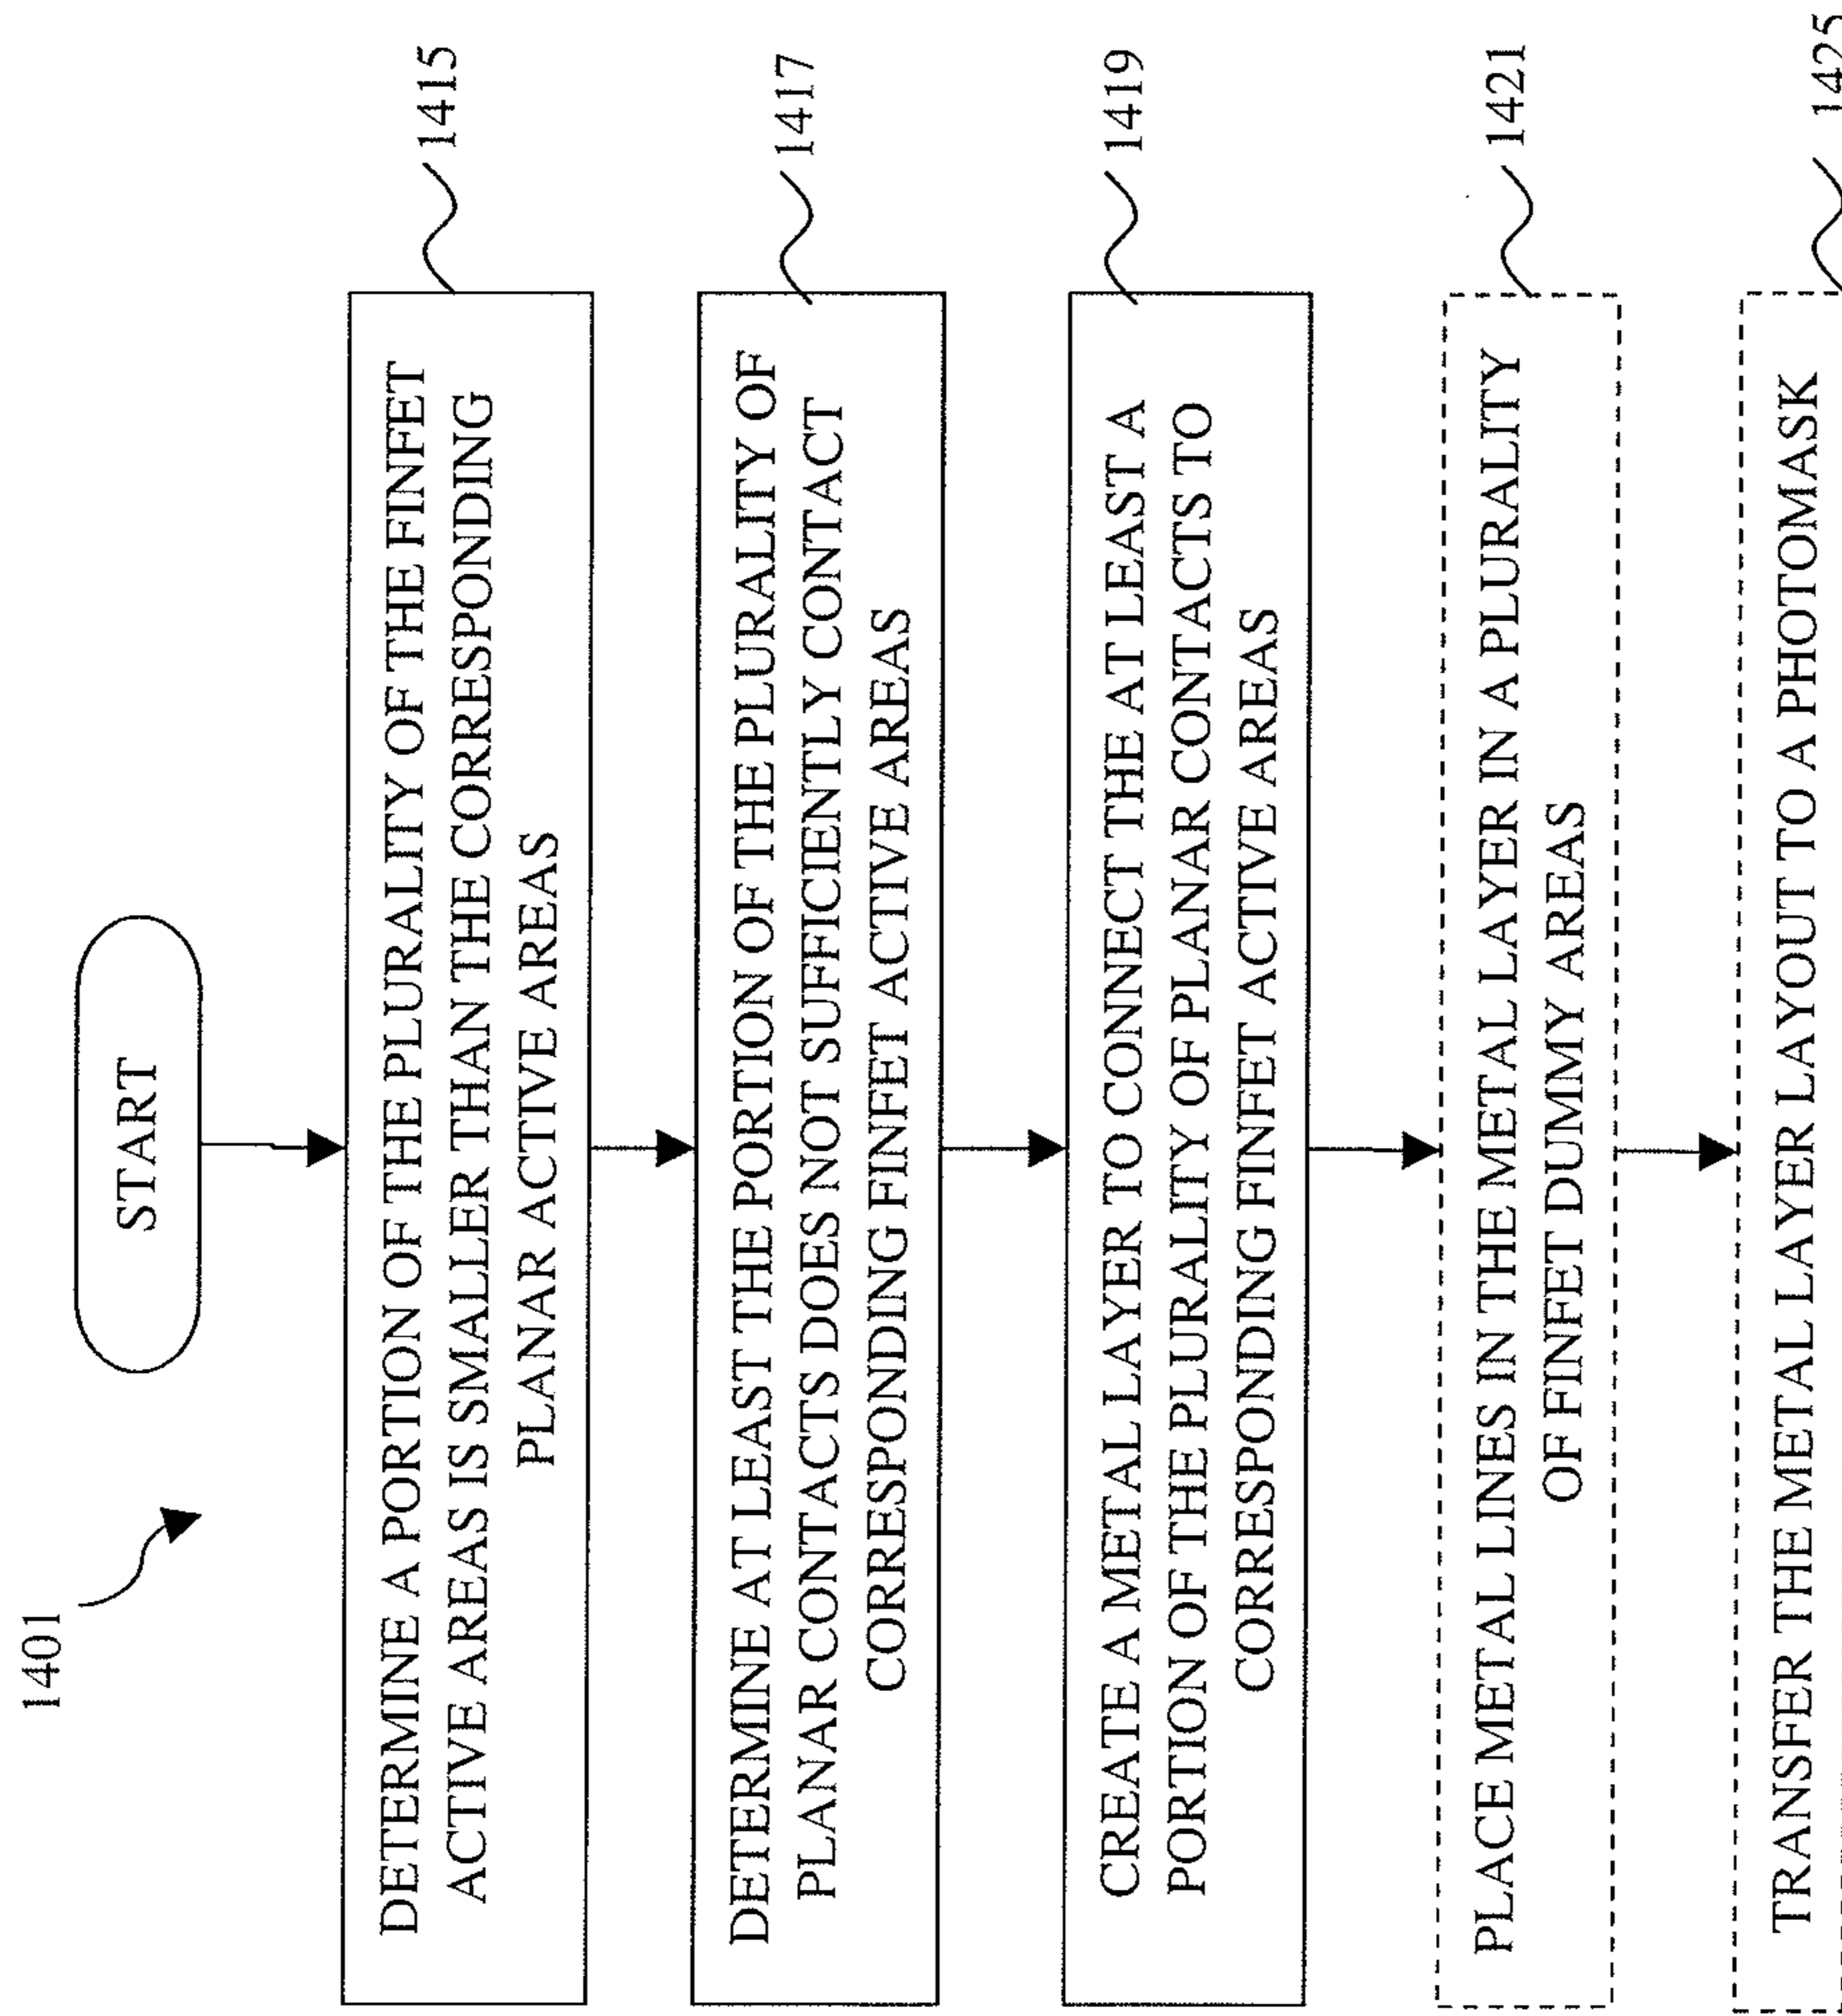 1401
START
DETERMINE A PORTION OF THE PLURALITY OF THE FINFET
ACTIVE AREAS IS SMALLER THAN THE CORRESPONDING
PLANAR ACTIVE AREAS
1415
DETERMINE AT LEAST THE PORTION OF THE PLURALITY OF
PLANAR CONTACTS DOES NOT SUFFICIENTLY CONTACT
CORRESPONDING FINFET ACTIVE AREAS
1417
CREATE A METAL LAYER TO CONNECT THE AT LEAST A
PORTION OF THE PLURALITY OF PLANAR CONTACTS TO
CORRESPONDING FINFET ACTIVE AREAS
1419
PLACE METAL LINES IN THE METAL LAYER IN A PLURALITY
OF FINFET DUMMY AREAS
1421
TRANSFER THE METAL LAYER LAYOUT TO A PHOTOMASK
1425